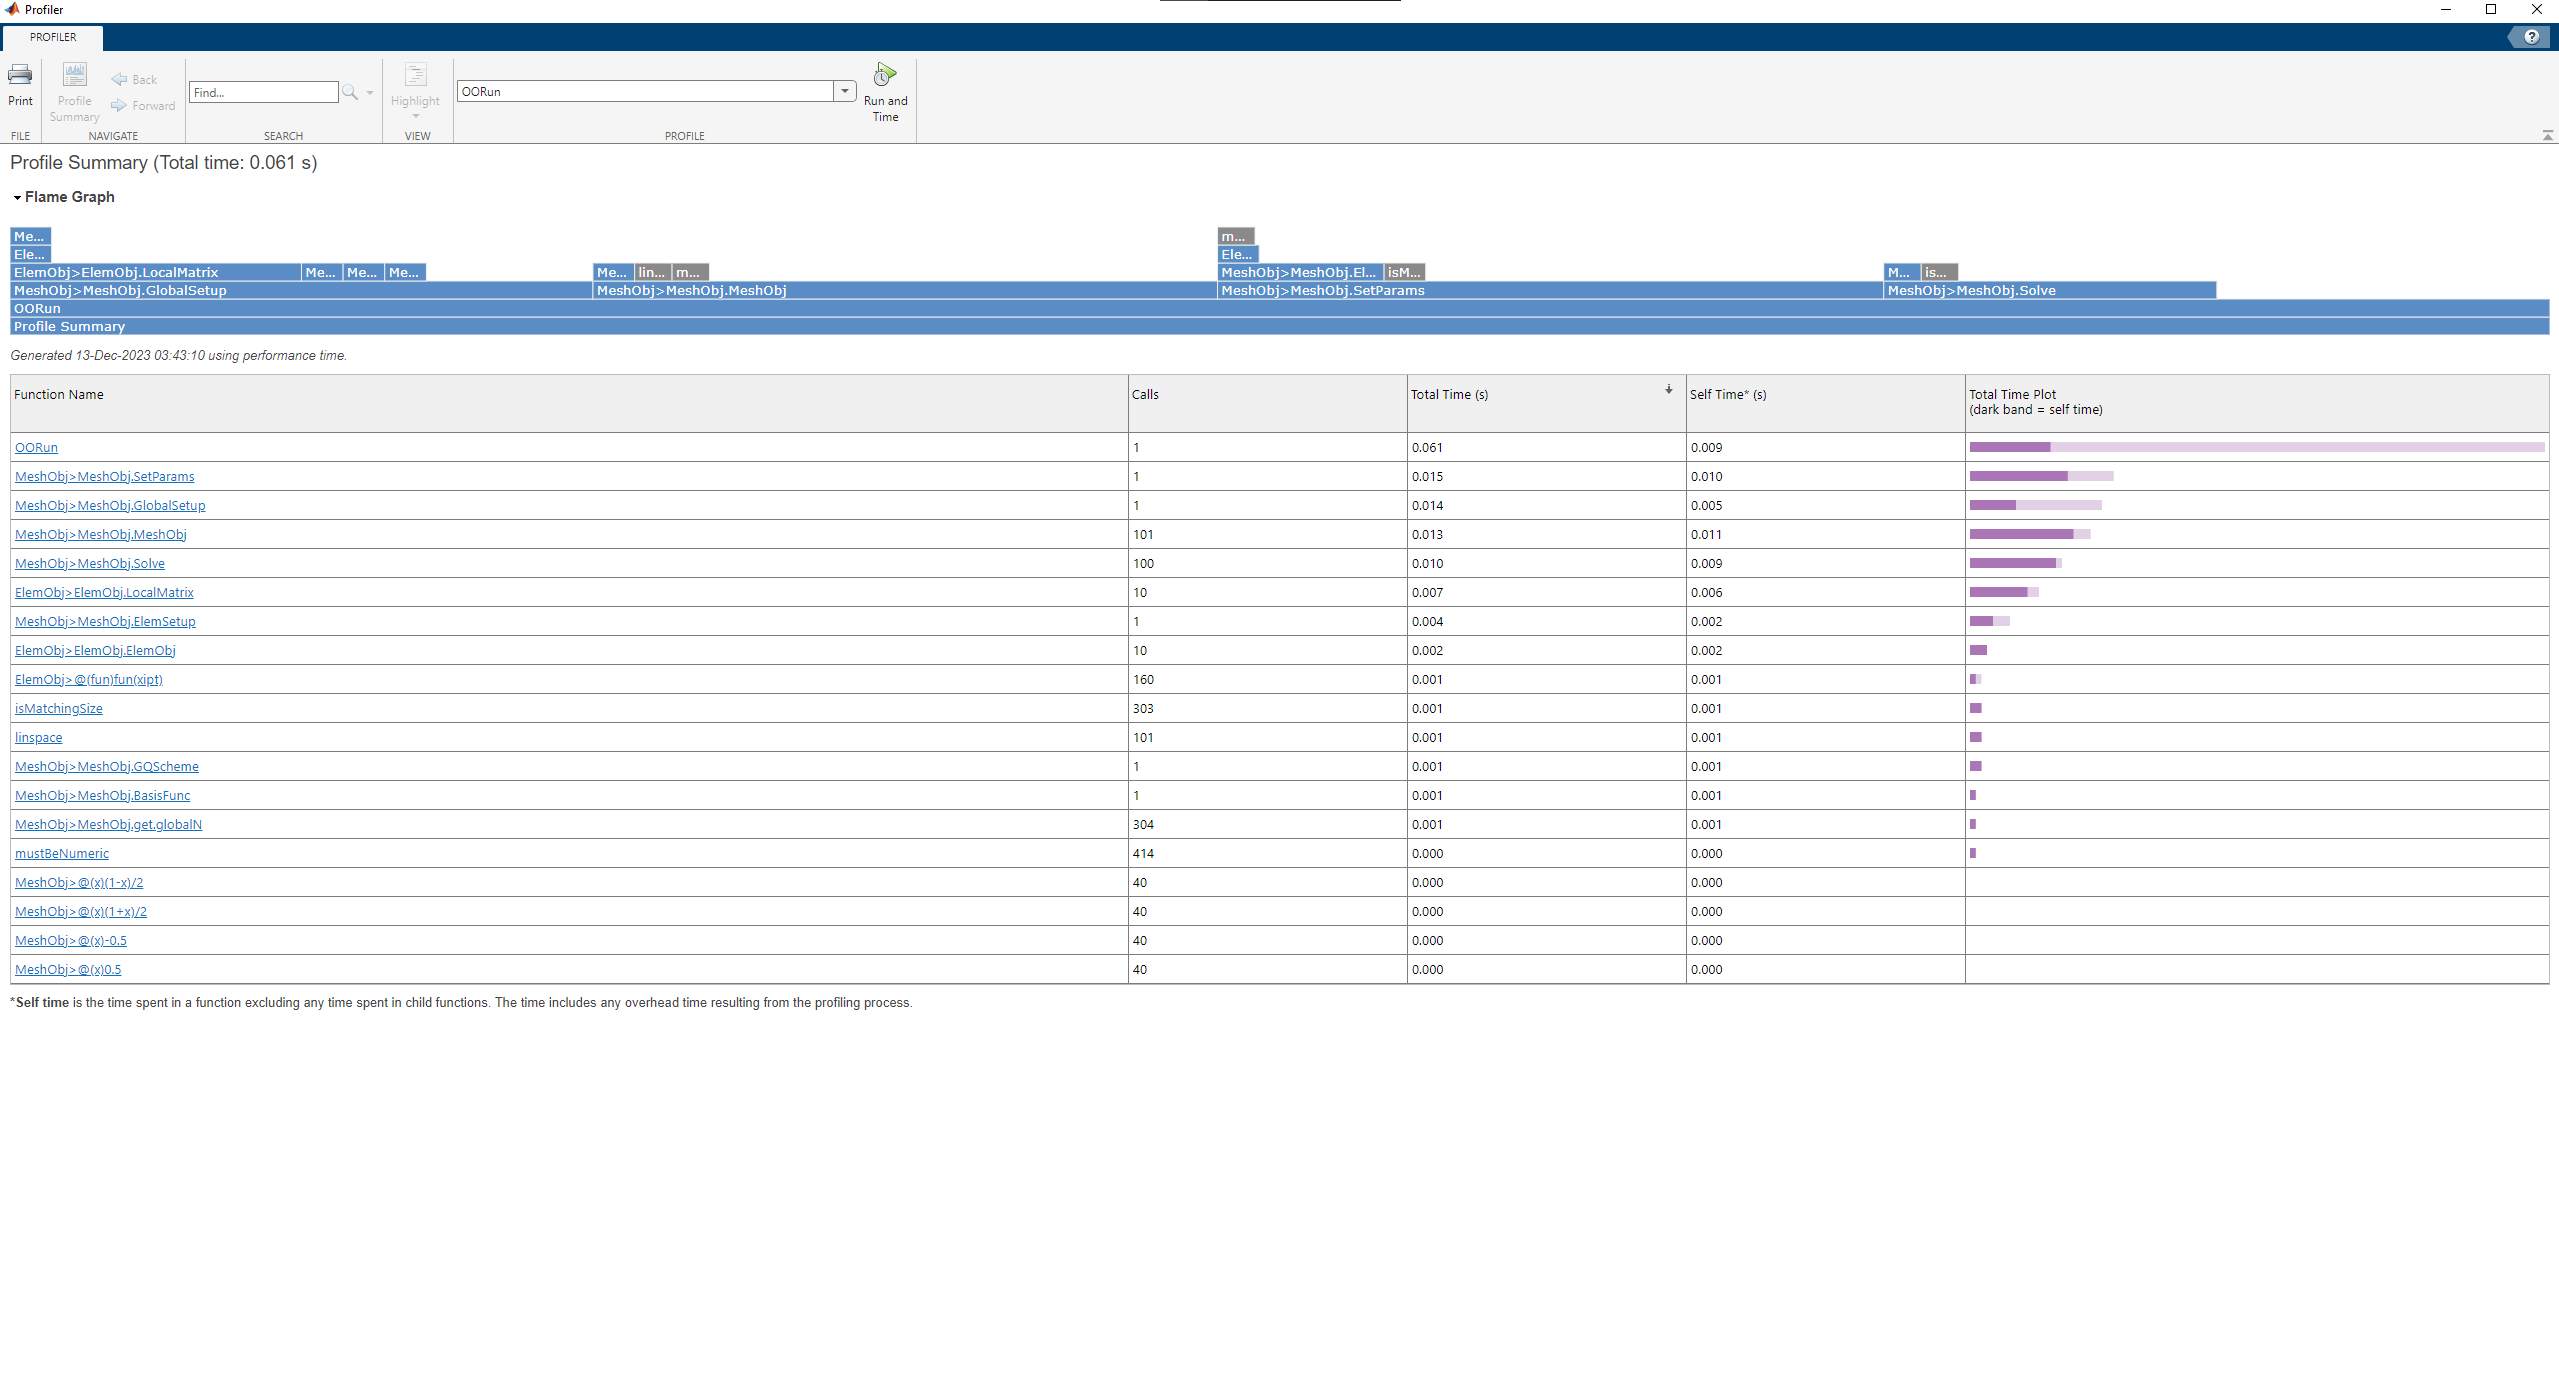 Profiler
PROFILER
Print
Profile Summary
Back
Forward
Find...
Highlight
OORun
Run and Time
FILE
NAVIGATE
SEARCH
VIEW
PROFILE
Profile Summary (Total time: 0.061 s)
Flame Graph
Me... m...
Ele... Ele...
ElemObj>ElemObj.LocalMatrix Me... Me... Me... Me... lin... m... MeshObj>MeshObj.El... isM... M... is...
MeshObj>MeshObj.GlobalSetup MeshObj>MeshObj.MeshObj MeshObj>MeshObj.SetParams MeshObj>MeshObj.Solve
OORun
Profile Summary
Generated 13-Dec-2023 03:43:10 using performance time.
Function Name Calls Total Time (s) Self Time* (s) Total Time Plot
(dark band = self time)
OORun 1 0.061 0.009
MeshObj>MeshObj.SetParams 1 0.015 0.010
MeshObj>MeshObj.GlobalSetup 1 0.014 0.005
MeshObj>MeshObj.MeshObj 101 0.013 0.011
MeshObj>MeshObj.Solve 100 0.010 0.009
ElemObj>ElemObj.LocalMatrix 10 0.007 0.006
MeshObj>MeshObj.ElemSetup 1 0.004 0.002
ElemObj>ElemObj.ElemObj 10 0.002 0.002
ElemObj>@(fun)fun(xipt) 160 0.001 0.001
isMatchingSize 303 0.001 0.001
linspace 101 0.001 0.001
MeshObj>MeshObj.GQScheme 1 0.001 0.001
MeshObj>MeshObj.BasisFunc 1 0.001 0.001
MeshObj>MeshObj.get.globalN 304 0.001 0.001
mustBeNumeric 414 0.000 0.000
MeshObj>@(x)(1-x)/2 40 0.000 0.000
MeshObj>@(x)(1+x)/2 40 0.000 0.000
MeshObj>@(x)-0.5 40 0.000 0.000
MeshObj>@(x)0.5 40 0.000 0.000
*Self time is the time spent in a function excluding any time spent in child functions. The time includes any overhead time resulting from the profiling process.